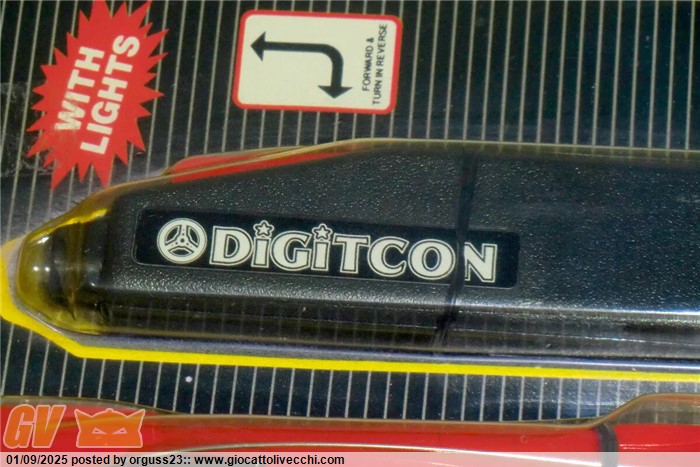 WITH
LIGHTS
FORWARD &
TURN IN REVERSE
DiGiTCON
GV
01/09/2025 posted by orguss23:: www.giocattolivecchi.com